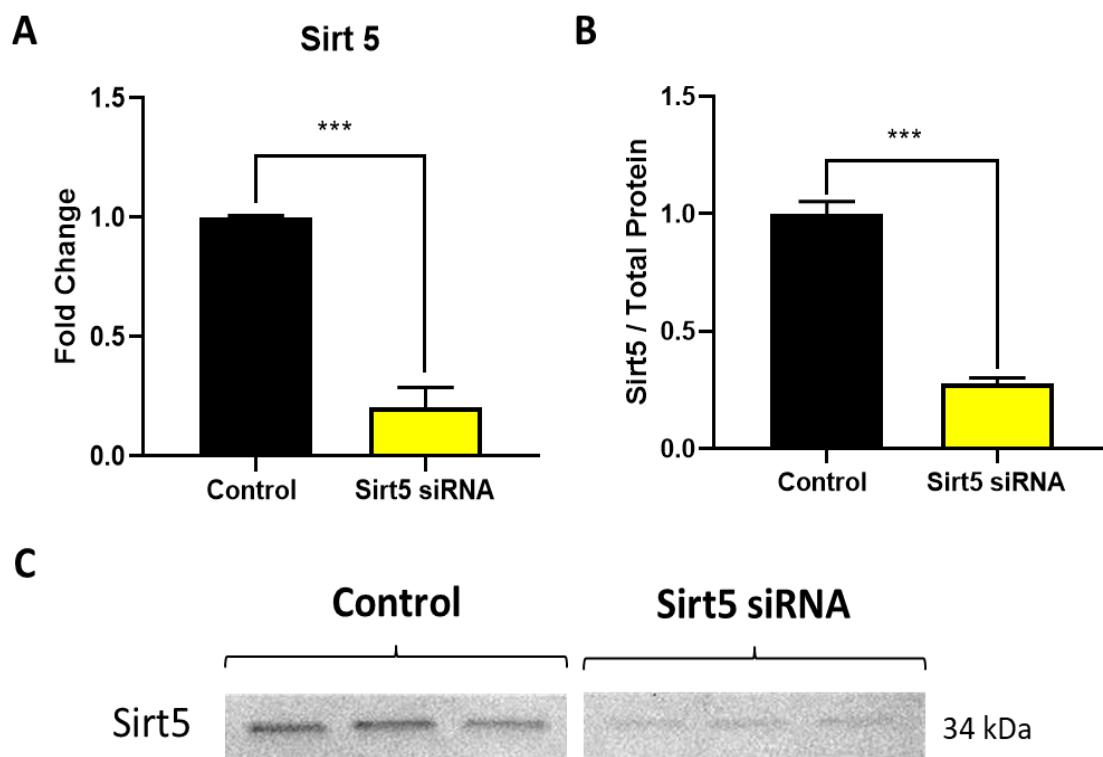 A
Sirt 5
Fold Change
1.5
1.0
0.5
0.0
***
Control
Sirt5 siRNA
B
Sirt5 / Total Protein
1.5
1.0
0.5
0.0
***
Control
Sirt5 siRNA
C
Control
Sirt5 siRNA
Sirt5
34 kDa